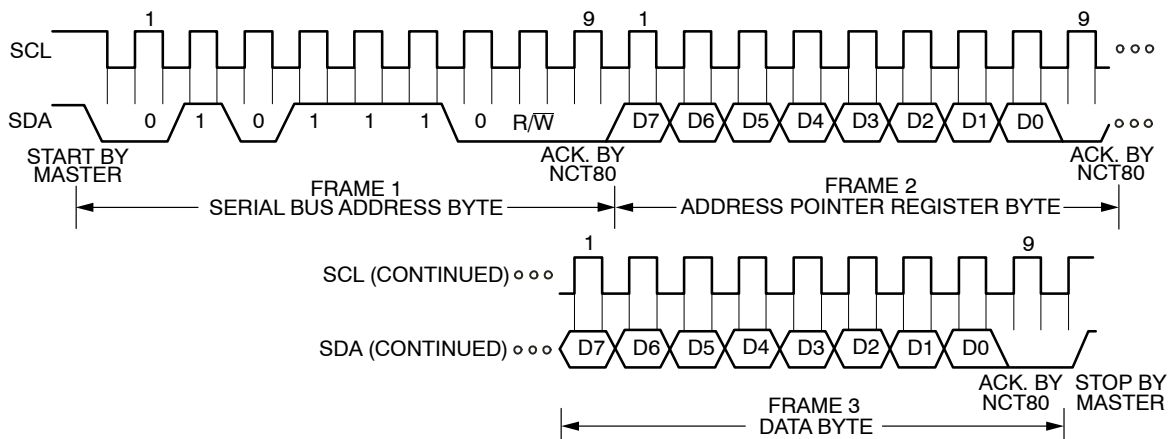 1 9 1 9
SCL
SDA
0 1 0 1 1 1 0 R/W̅ D7 D6 D5 D4 D3 D2 D1 D0
START BY
MASTER
ACK. BY
NCT80
ACK. BY
NCT80
FRAME 1
SERIAL BUS ADDRESS BYTE
FRAME 2
ADDRESS POINTER REGISTER BYTE
1 9
SCL (CONTINUED)
SDA (CONTINUED)
D7 D6 D5 D4 D3 D2 D1 D0
ACK. BY
NCT80
STOP BY
MASTER
FRAME 3
DATA BYTE